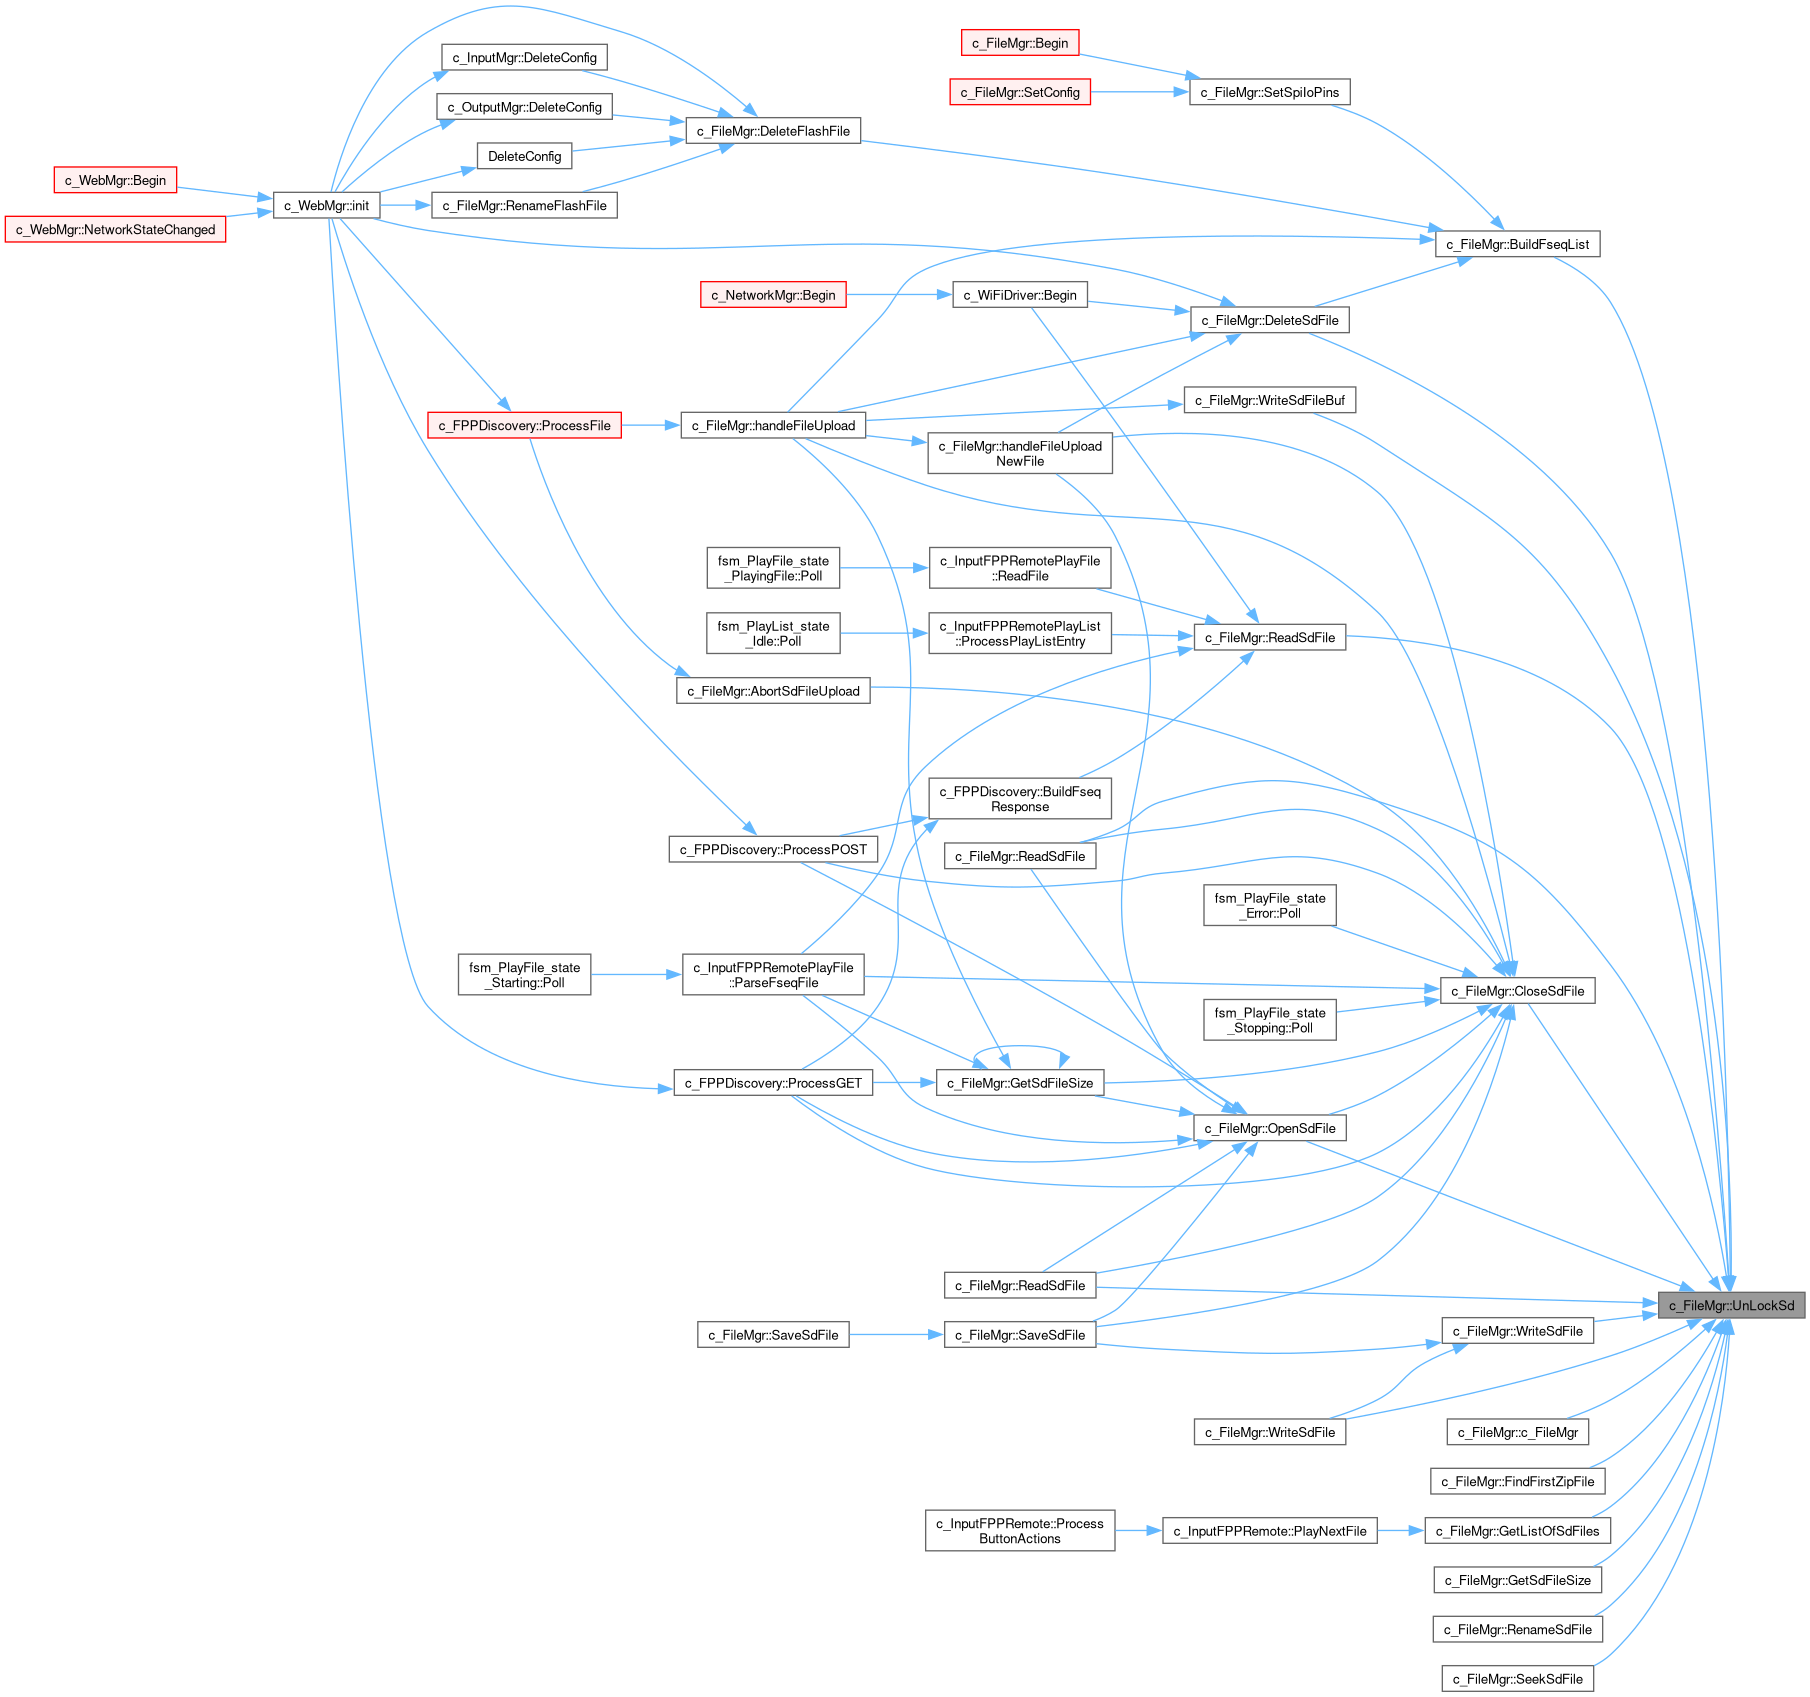 c_FileMgr::Begin
c_InputMgr::DeleteConfig
c_FileMgr::SetConfig
c_FileMgr::SetSpiIoPins
c_OutputMgr::DeleteConfig
c_FileMgr::DeleteFlashFile
DeleteConfig
c_WebMgr::Begin
c_WebMgr::init
c_FileMgr::RenameFlashFile
c_WebMgr::NetworkStateChanged
c_FileMgr::BuildFseqList
c_NetworkMgr::Begin
c_WiFiDriver::Begin
c_FileMgr::DeleteSdFile
c_FileMgr::WriteSdFileBuf
c_FPPDiscovery::ProcessFile
c_FileMgr::handleFileUpload
c_FileMgr::handleFileUpload
NewFile
fsm_PlayFile_state
_PlayingFile::Poll
c_InputFPPRemotePlayFile
::ReadFile
fsm_PlayList_state
_Idle::Poll
c_InputFPPRemotePlayList
::ProcessPlayListEntry
c_FileMgr::ReadSdFile
c_FileMgr::AbortSdFileUpload
c_FPPDiscovery::BuildFseq
Response
c_FPPDiscovery::ProcessPOST
c_FileMgr::ReadSdFile
fsm_PlayFile_state
_Error::Poll
fsm_PlayFile_state
_Starting::Poll
c_InputFPPRemotePlayFile
::ParseFseqFile
c_FileMgr::CloseSdFile
fsm_PlayFile_state
_Stopping::Poll
c_FPPDiscovery::ProcessGET
c_FileMgr::GetSdFileSize
c_FileMgr::OpenSdFile
c_FileMgr::ReadSdFile
c_FileMgr::UnLockSd
c_FileMgr::SaveSdFile
c_FileMgr::SaveSdFile
c_FileMgr::WriteSdFile
c_FileMgr::WriteSdFile
c_FileMgr::c_FileMgr
c_FileMgr::FindFirstZipFile
c_InputFPPRemote::Process
ButtonActions
c_InputFPPRemote::PlayNextFile
c_FileMgr::GetListOfSdFiles
c_FileMgr::GetSdFileSize
c_FileMgr::RenameSdFile
c_FileMgr::SeekSdFile